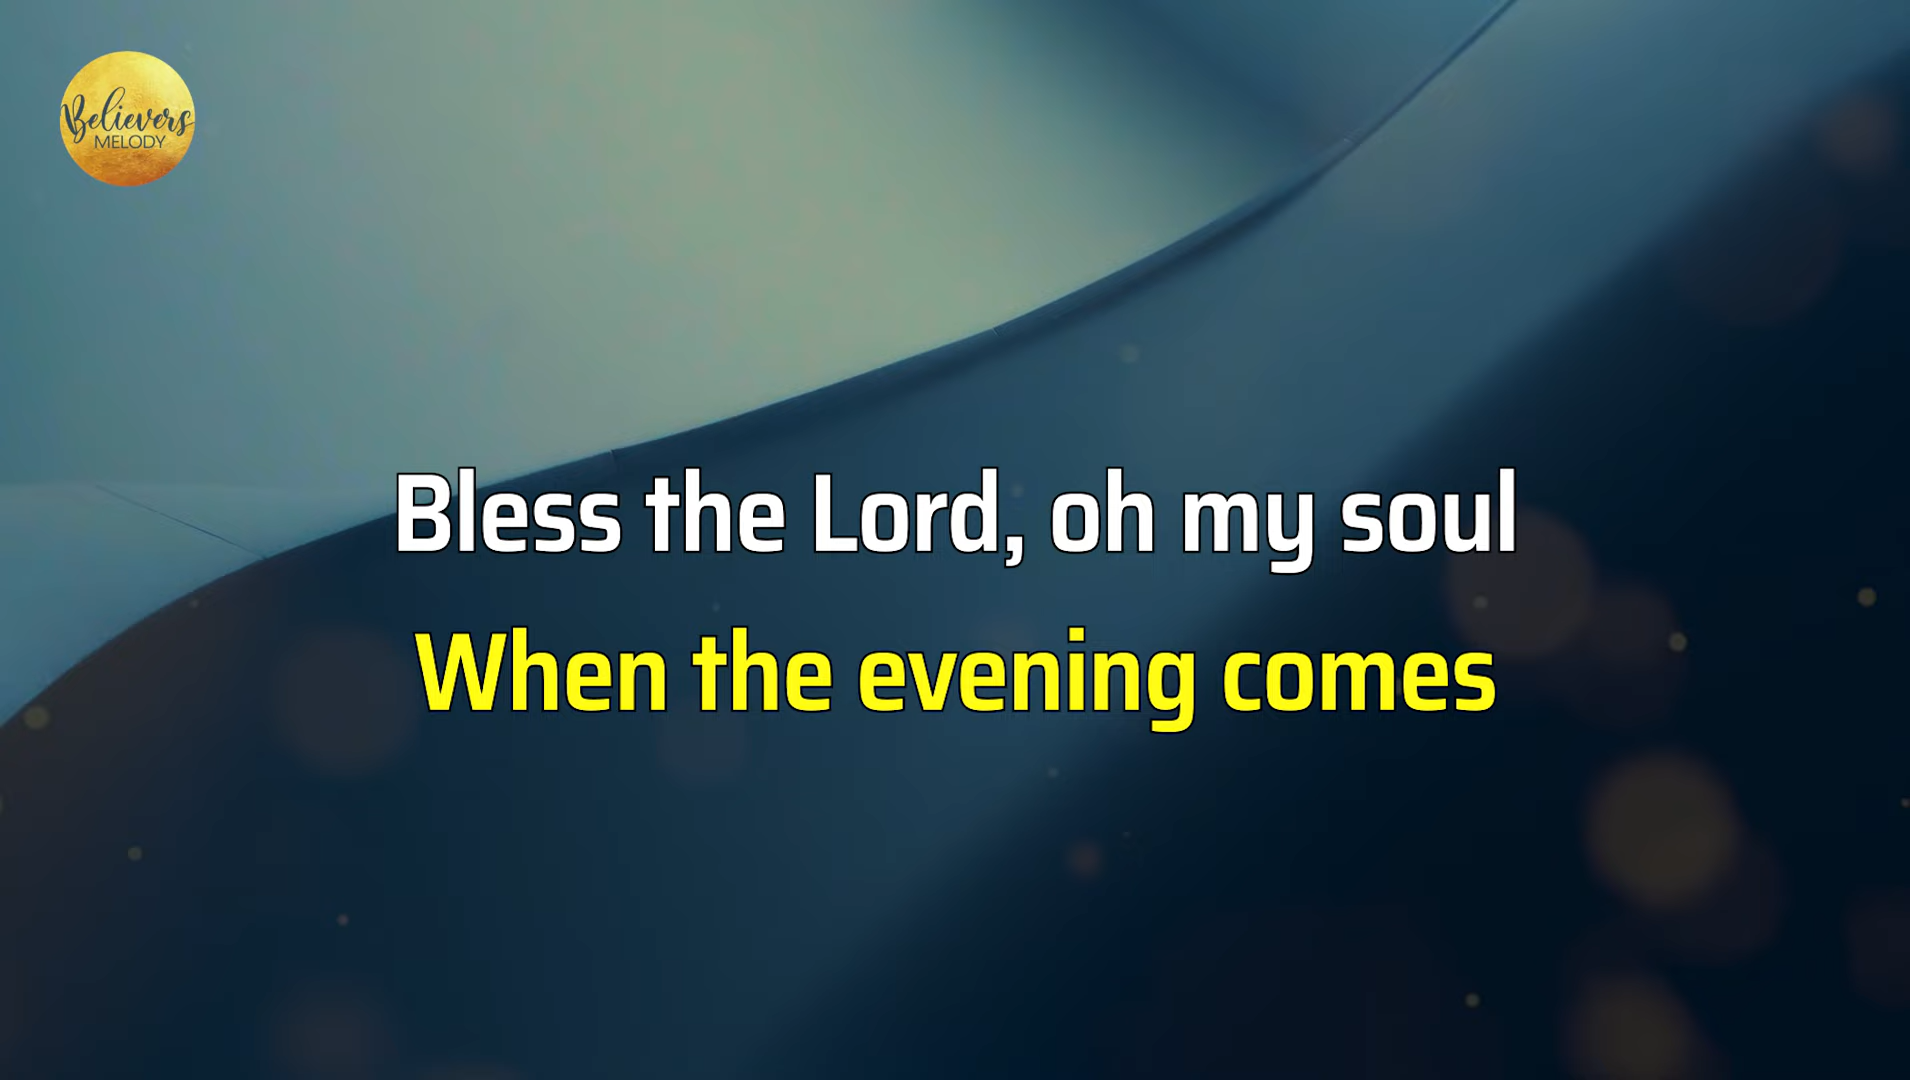 Believers
MELODY
Bless the Lord, oh my soul
When the evening comes